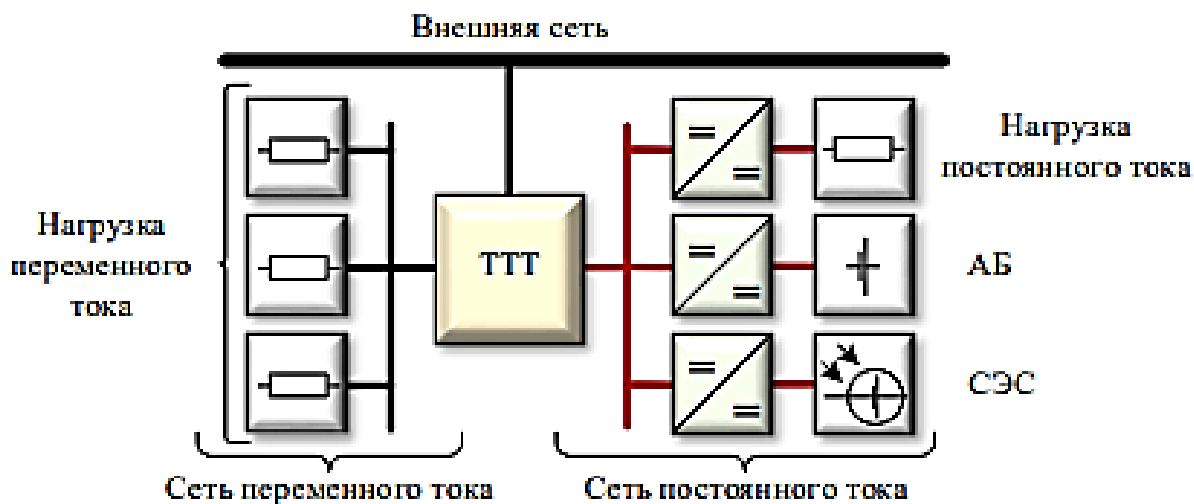 Внешняя сеть
Нагрузка
постоянного тока
Нагрузка
переменного
тока
ТТТ
АБ
СЭС
Сеть переменного тока
Сеть постоянного тока